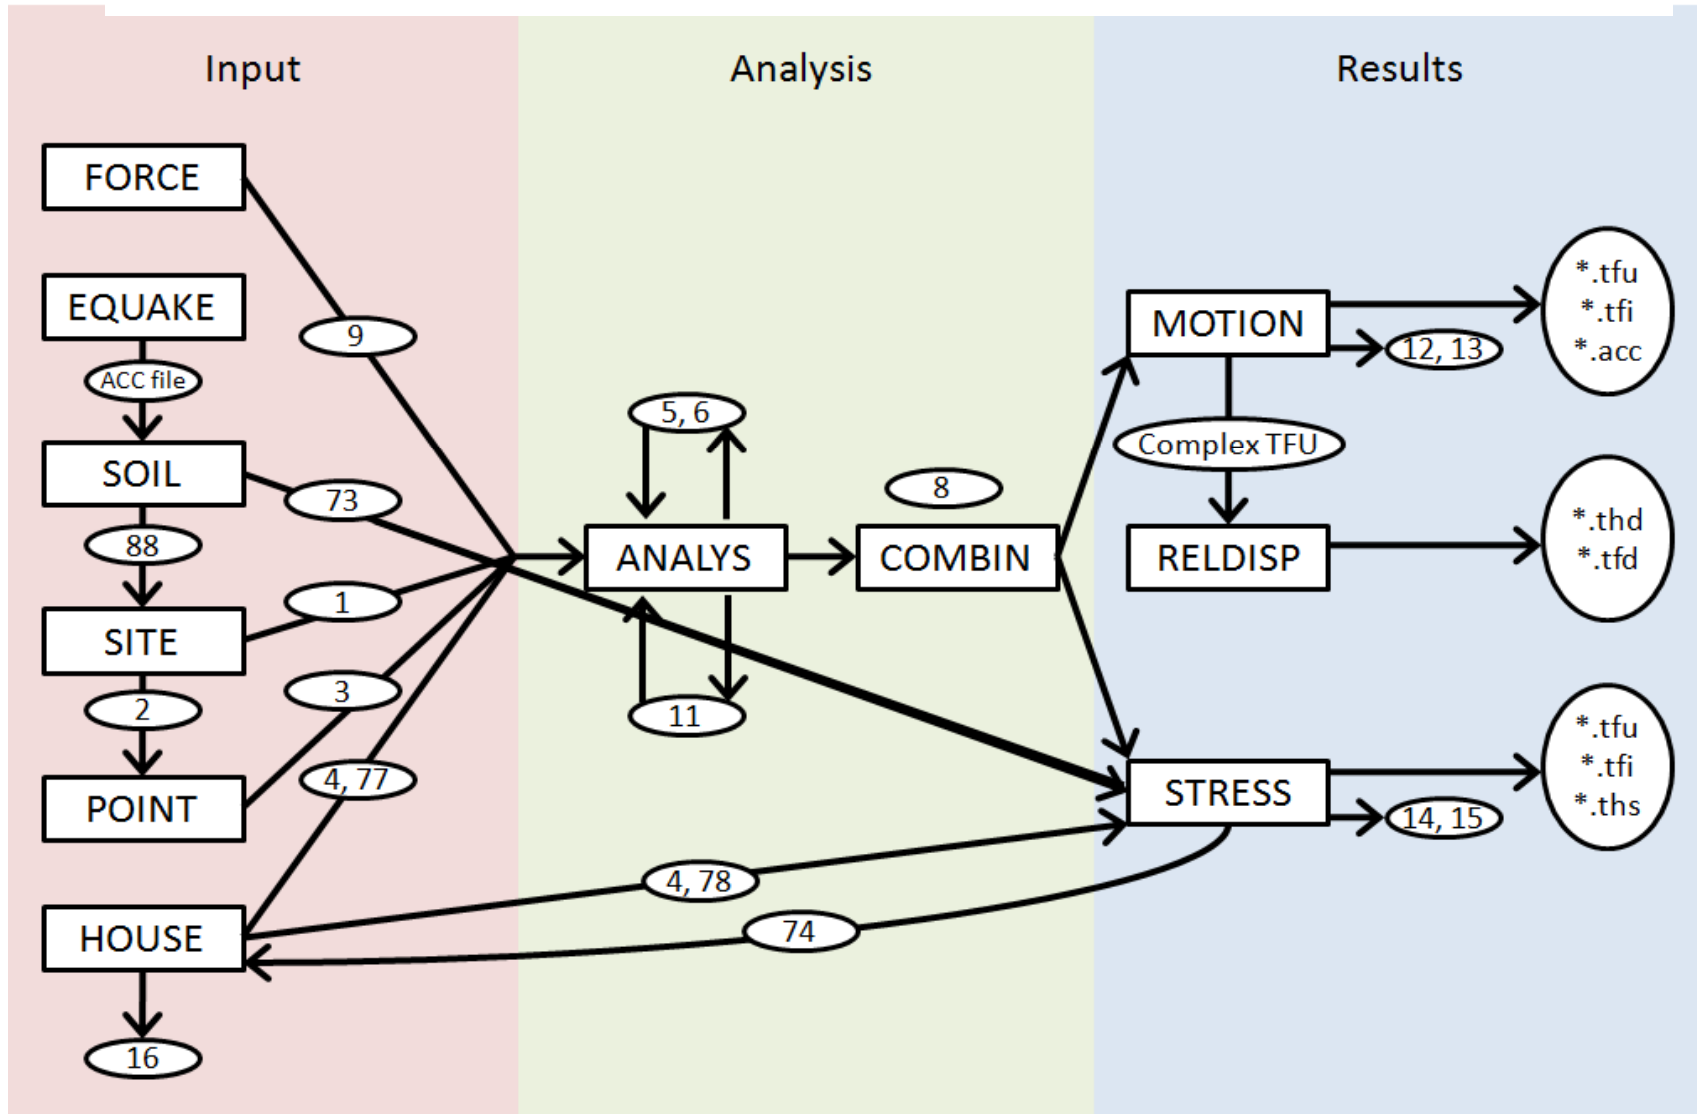 Input
Analysis
Results
FORCE
EQUAKE
9
ACC file
SOIL
73
88
SITE
1
2
3
POINT
4, 77
HOUSE
16
5, 6
ANALYS
11
8
COMBIN
4, 78
74
MOTION
12, 13
*.tfu
*.tfi
*.acc
Complex TFU
RELDISP
*.thd
*.tfd
STRESS
14, 15
*.tfu
*.tfi
*.ths